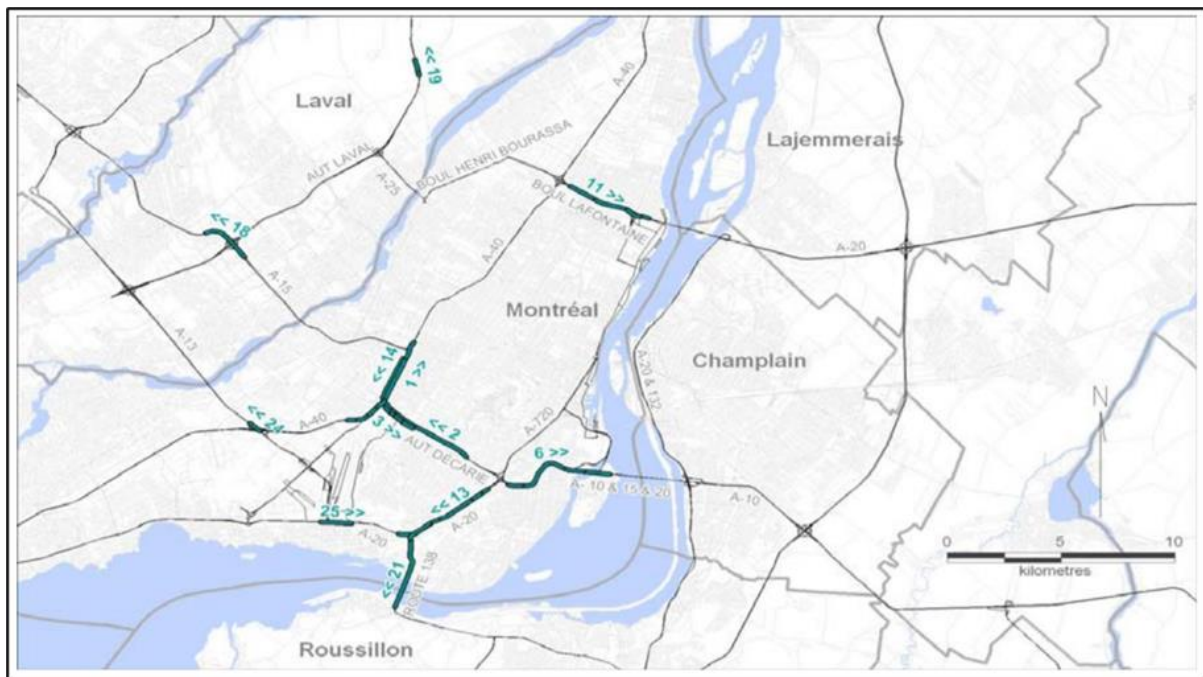 19 >>
A-40
Laval
Lajemmerais
AUT LAVAL
BOUL HENRI BOURASSA
A-25
11 >>
BOUL LAFONTAINE
<< 18
A-20
A-40
A-15
Montréal
A-13
<< 14
1 >>
Champlain
A-20 & 132
N
<< 24
A-40
3 >>
<< 2
AUT DÉCARIE
A-720
6 >>
A- 10 & 15 & 20
A-10
<< 13
25 >>
A-20
A-20
<<21
ROUTE 138
0 5 10
kilometres
Roussillon